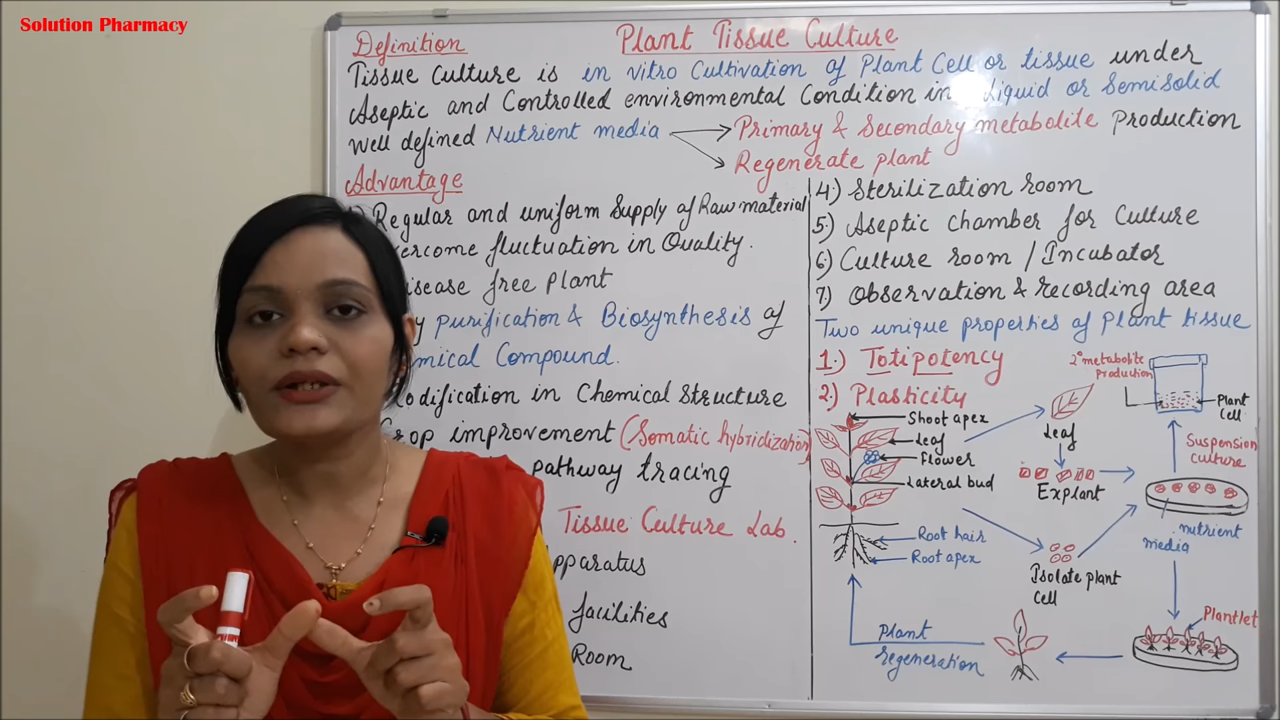 Solution Pharmacy
Plant Tissue Culture
Definition
Tissue Culture is in vitro Cultivation of Plant Cell or tissue under
Aseptic and Controlled environmental Condition in Liquid or Semisolid
well defined Nutrient media
Primary & Secondary metabolite Production
Regenerate plant
Advantage
Regular and uniform Supply of Raw material
fluctuation in Quality.
free Plant
purification & Biosynthesis of
Compound.
in Chemical Structure
improvement (Somatic hybridization)
pathway tracing
Tissue Culture Lab.
facilities
Room
4.) Sterilization room
5.) Aseptic chamber for Culture
6.) Culture room / Incubator
7.) Observation & recording area
Two unique properties of plant tissue
1.) Totipotency
2.) Plasticity
Shoot apex
Leaf
flower
Lateral bud
Root hair
Root apex
Leaf
Explant
Isolate plant
Cell
2° metabolite
Production
Plant
Cell
Suspension
Culture
nutrient
media
Plantlet
Plant
regeneration